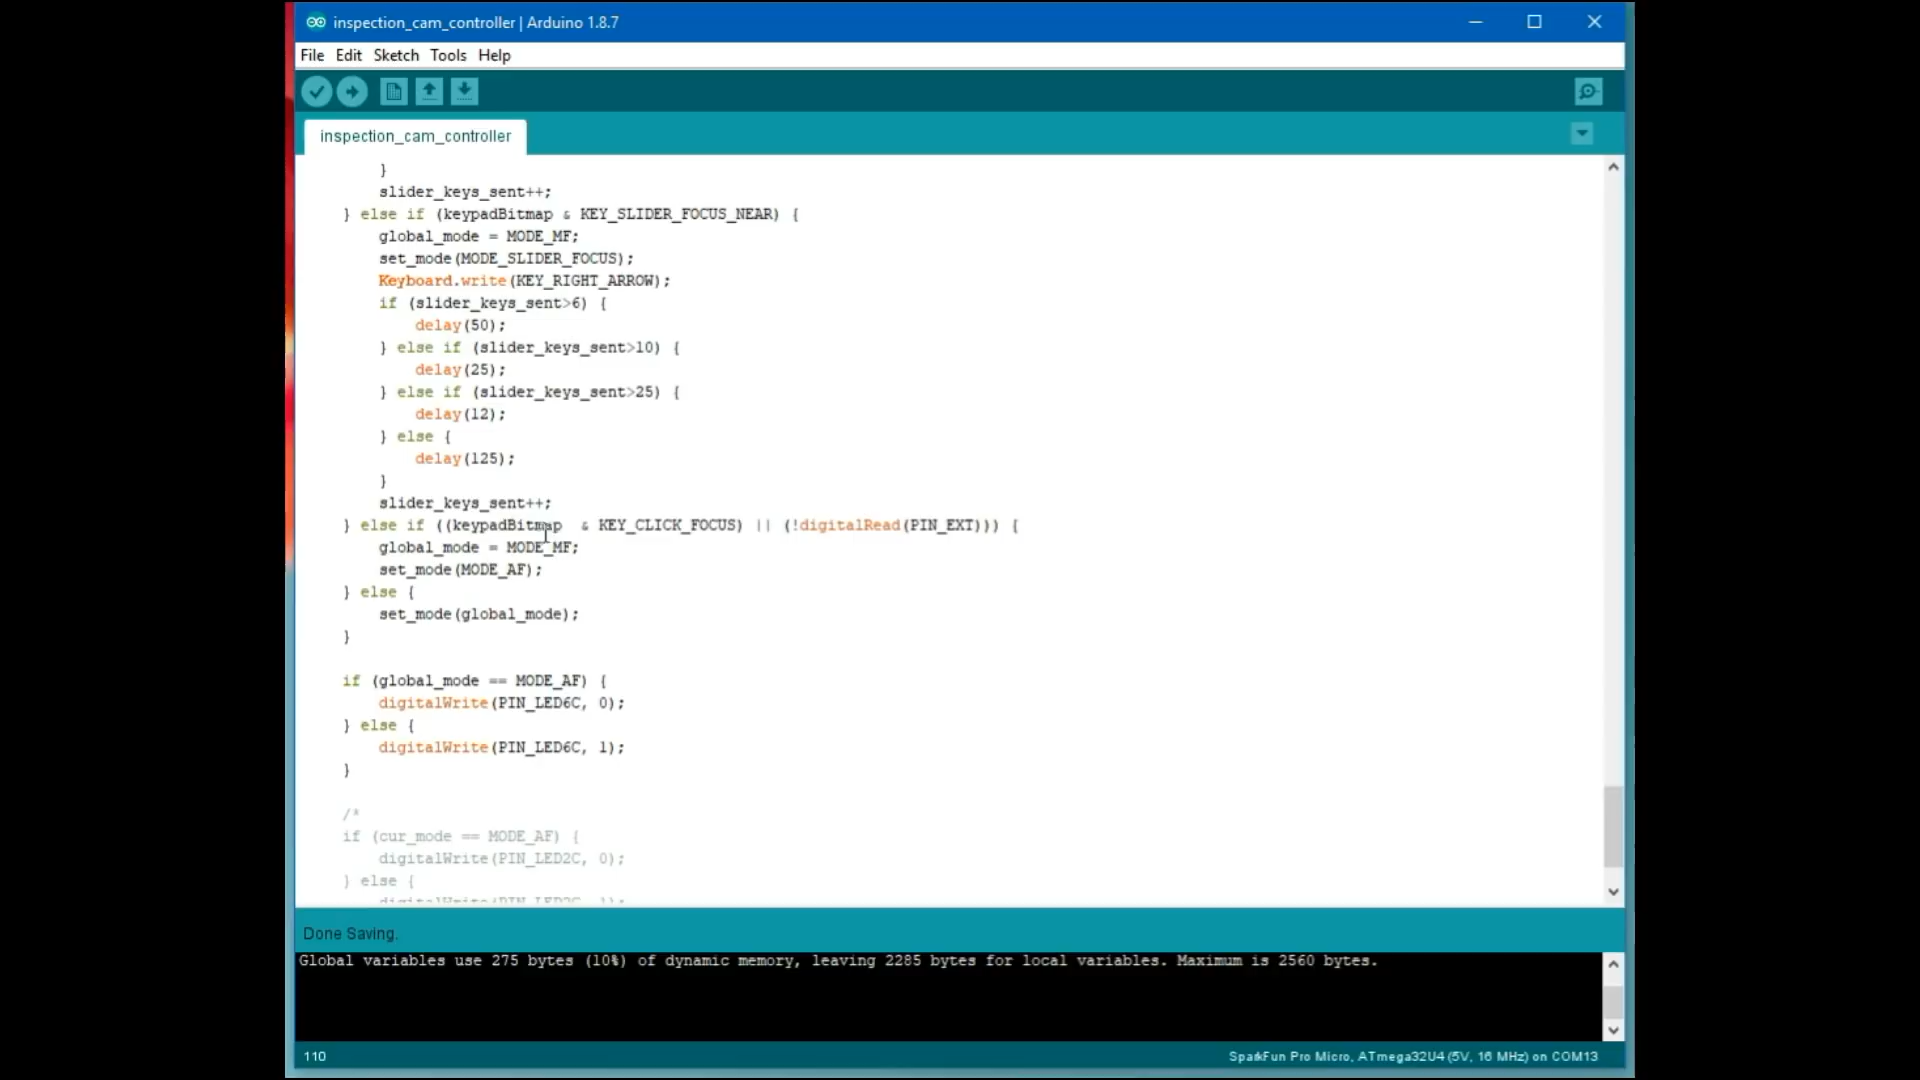 inspection_cam_controller | Arduino 1.8.7
File Edit Sketch Tools Help
inspection_cam_controller
}
slider_keys_sent++;
} else if (keypadBitmap & KEY_SLIDER_FOCUS_NEAR) {
global_mode = MODE_MF;
set_mode(MODE_SLIDER_FOCUS);
Keyboard.write(KEY_RIGHT_ARROW);
if (slider_keys_sent>6) {
delay(50);
} else if (slider_keys_sent>10) {
delay(25);
} else if (slider_keys_sent>25) {
delay(12);
} else {
delay(125);
}
slider_keys_sent++;
} else if ((keypadBitmap  & KEY_CLICK_FOCUS) || (!digitalRead(PIN_EXT))) {
global_mode = MODE_MF;
set_mode(MODE_AF);
} else {
set_mode(global_mode);
}
if (global_mode == MODE_AF) {
digitalWrite(PIN_LED6C, 0);
} else {
digitalWrite(PIN_LED6C, 1);
}
/*
if (cur_mode == MODE_AF) {
digitalWrite(PIN_LED2C, 0);
} else {
digitalWrite(PIN_LED2C, 1);
Done Saving.
Global variables use 275 bytes (10%) of dynamic memory, leaving 2285 bytes for local variables. Maximum is 2560 bytes.
110
SparkFun Pro Micro, ATmega32U4 (5V, 16 MHz) on COM13